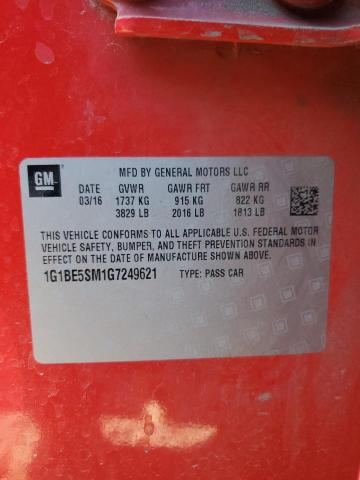 GM
MFD BY GENERAL MOTORS LLC
DATE GVWR GAWR FRT GAWR RR
03/16 1737 KG 915 KG 822 KG
3829 LB 2016 LB 1813 LB
THIS VEHICLE CONFORMS TO ALL APPLICABLE U.S. FEDERAL MOTOR
VEHICLE SAFETY, BUMPER, AND THEFT PREVENTION STANDARDS IN
EFFECT ON THE DATE OF MANUFACTURE SHOWN ABOVE.
1G1BE5SM1G7249621 TYPE: PASS CAR